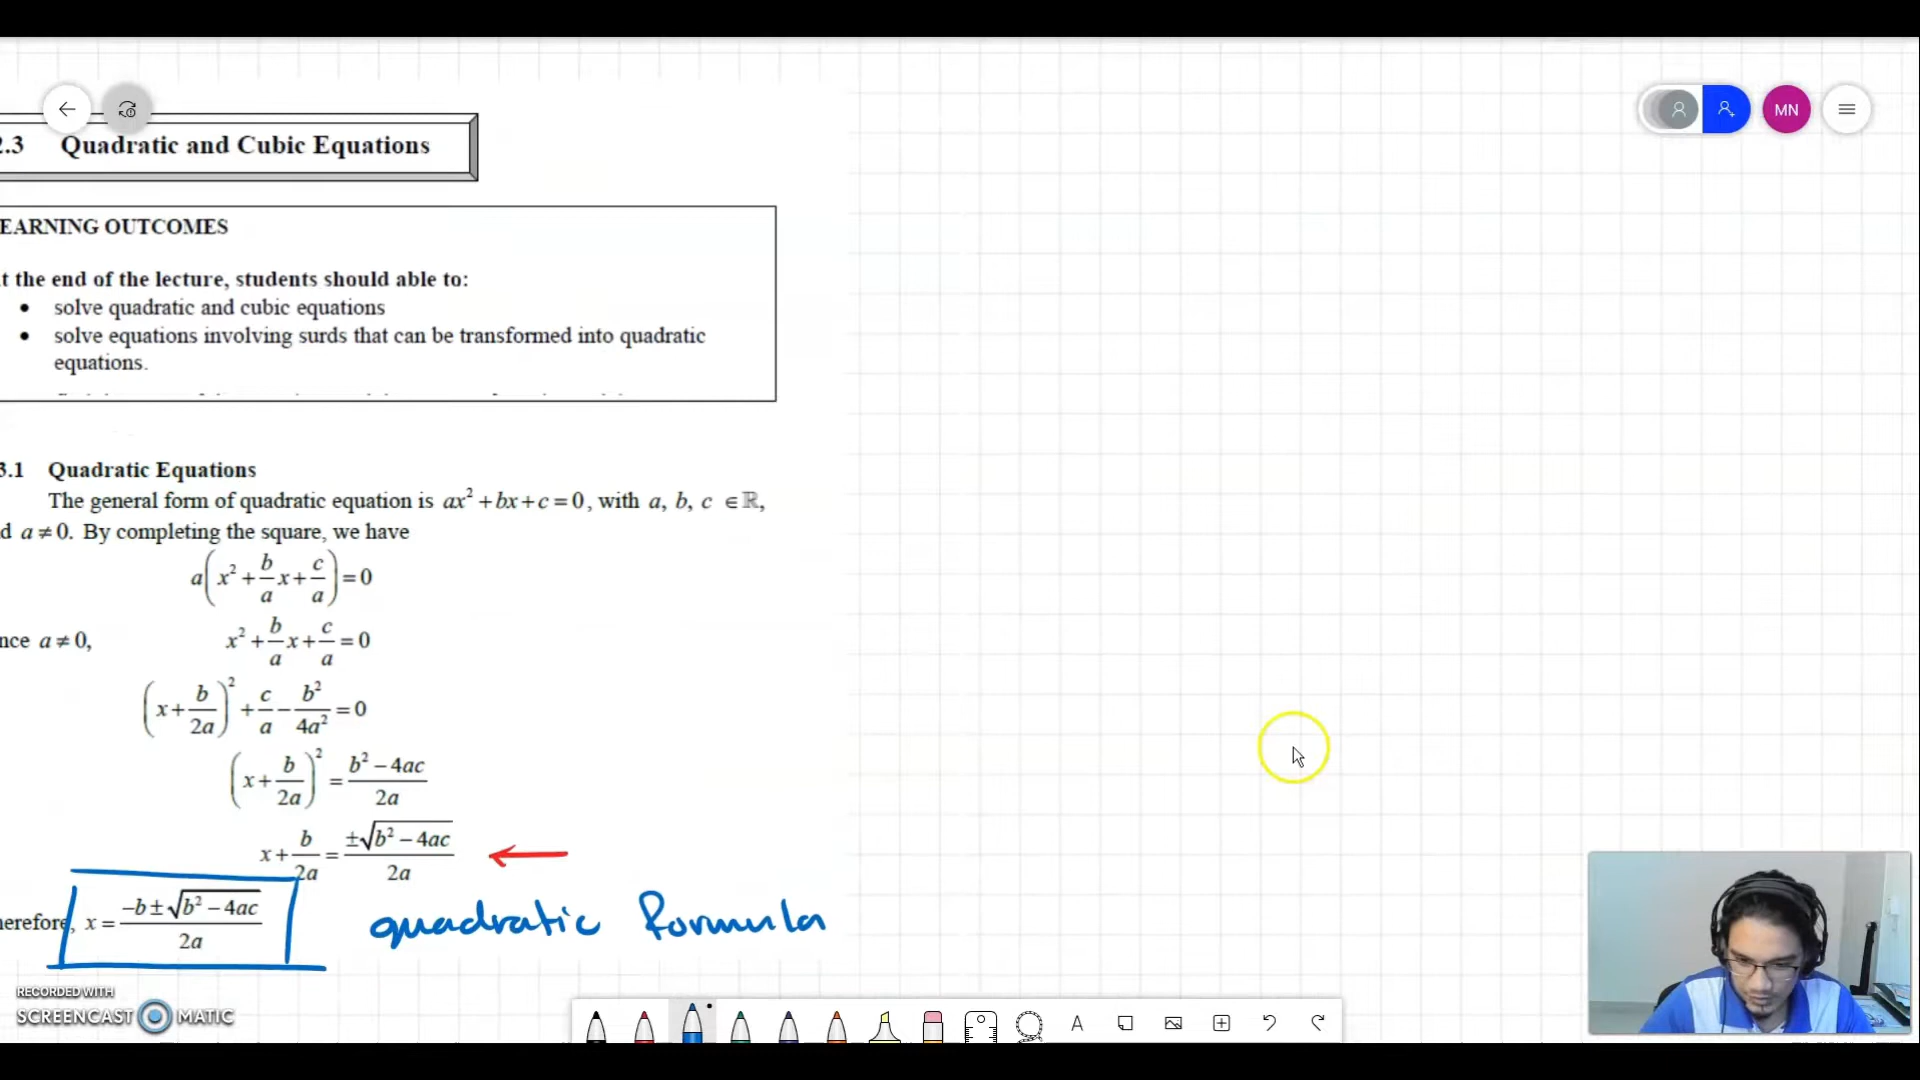 MN
2.3 Quadratic and Cubic Equations
EARNING OUTCOMES
t the end of the lecture, students should able to:
• solve quadratic and cubic equations
• solve equations involving surds that can be transformed into quadratic
equations.
3.1 Quadratic Equations
The general form of quadratic equation is ax² + bx + c = 0, with a, b, c ∈ ℝ,
d a ≠ 0. By completing the square, we have
a(x² + b/a x + c/a) = 0
nce a ≠ 0, x² + b/a x + c/a = 0
(x + b/2a)² + c/a − b²/4a² = 0
(x + b/2a)² = b² − 4ac/2a
x + b/2a = ±√(b² − 4ac)/2a
erefore, x = −b ± √(b² − 4ac)/2a
quadratic formula
RECORDED WITH
SCREENCAST MATIC
A